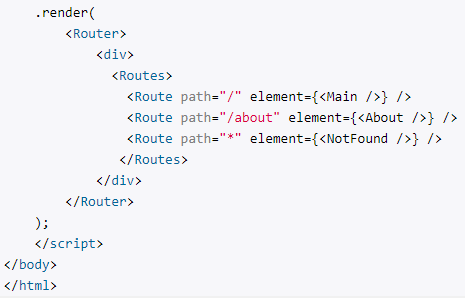 .render(
<Router>
<div>
<Routes>
<Route path="/" element={<Main />} />
<Route path="/about" element={<About />} />
<Route path="*" element={<NotFound />} />
</Routes>
</div>
</Router>
);
</script>
</body>
</html>